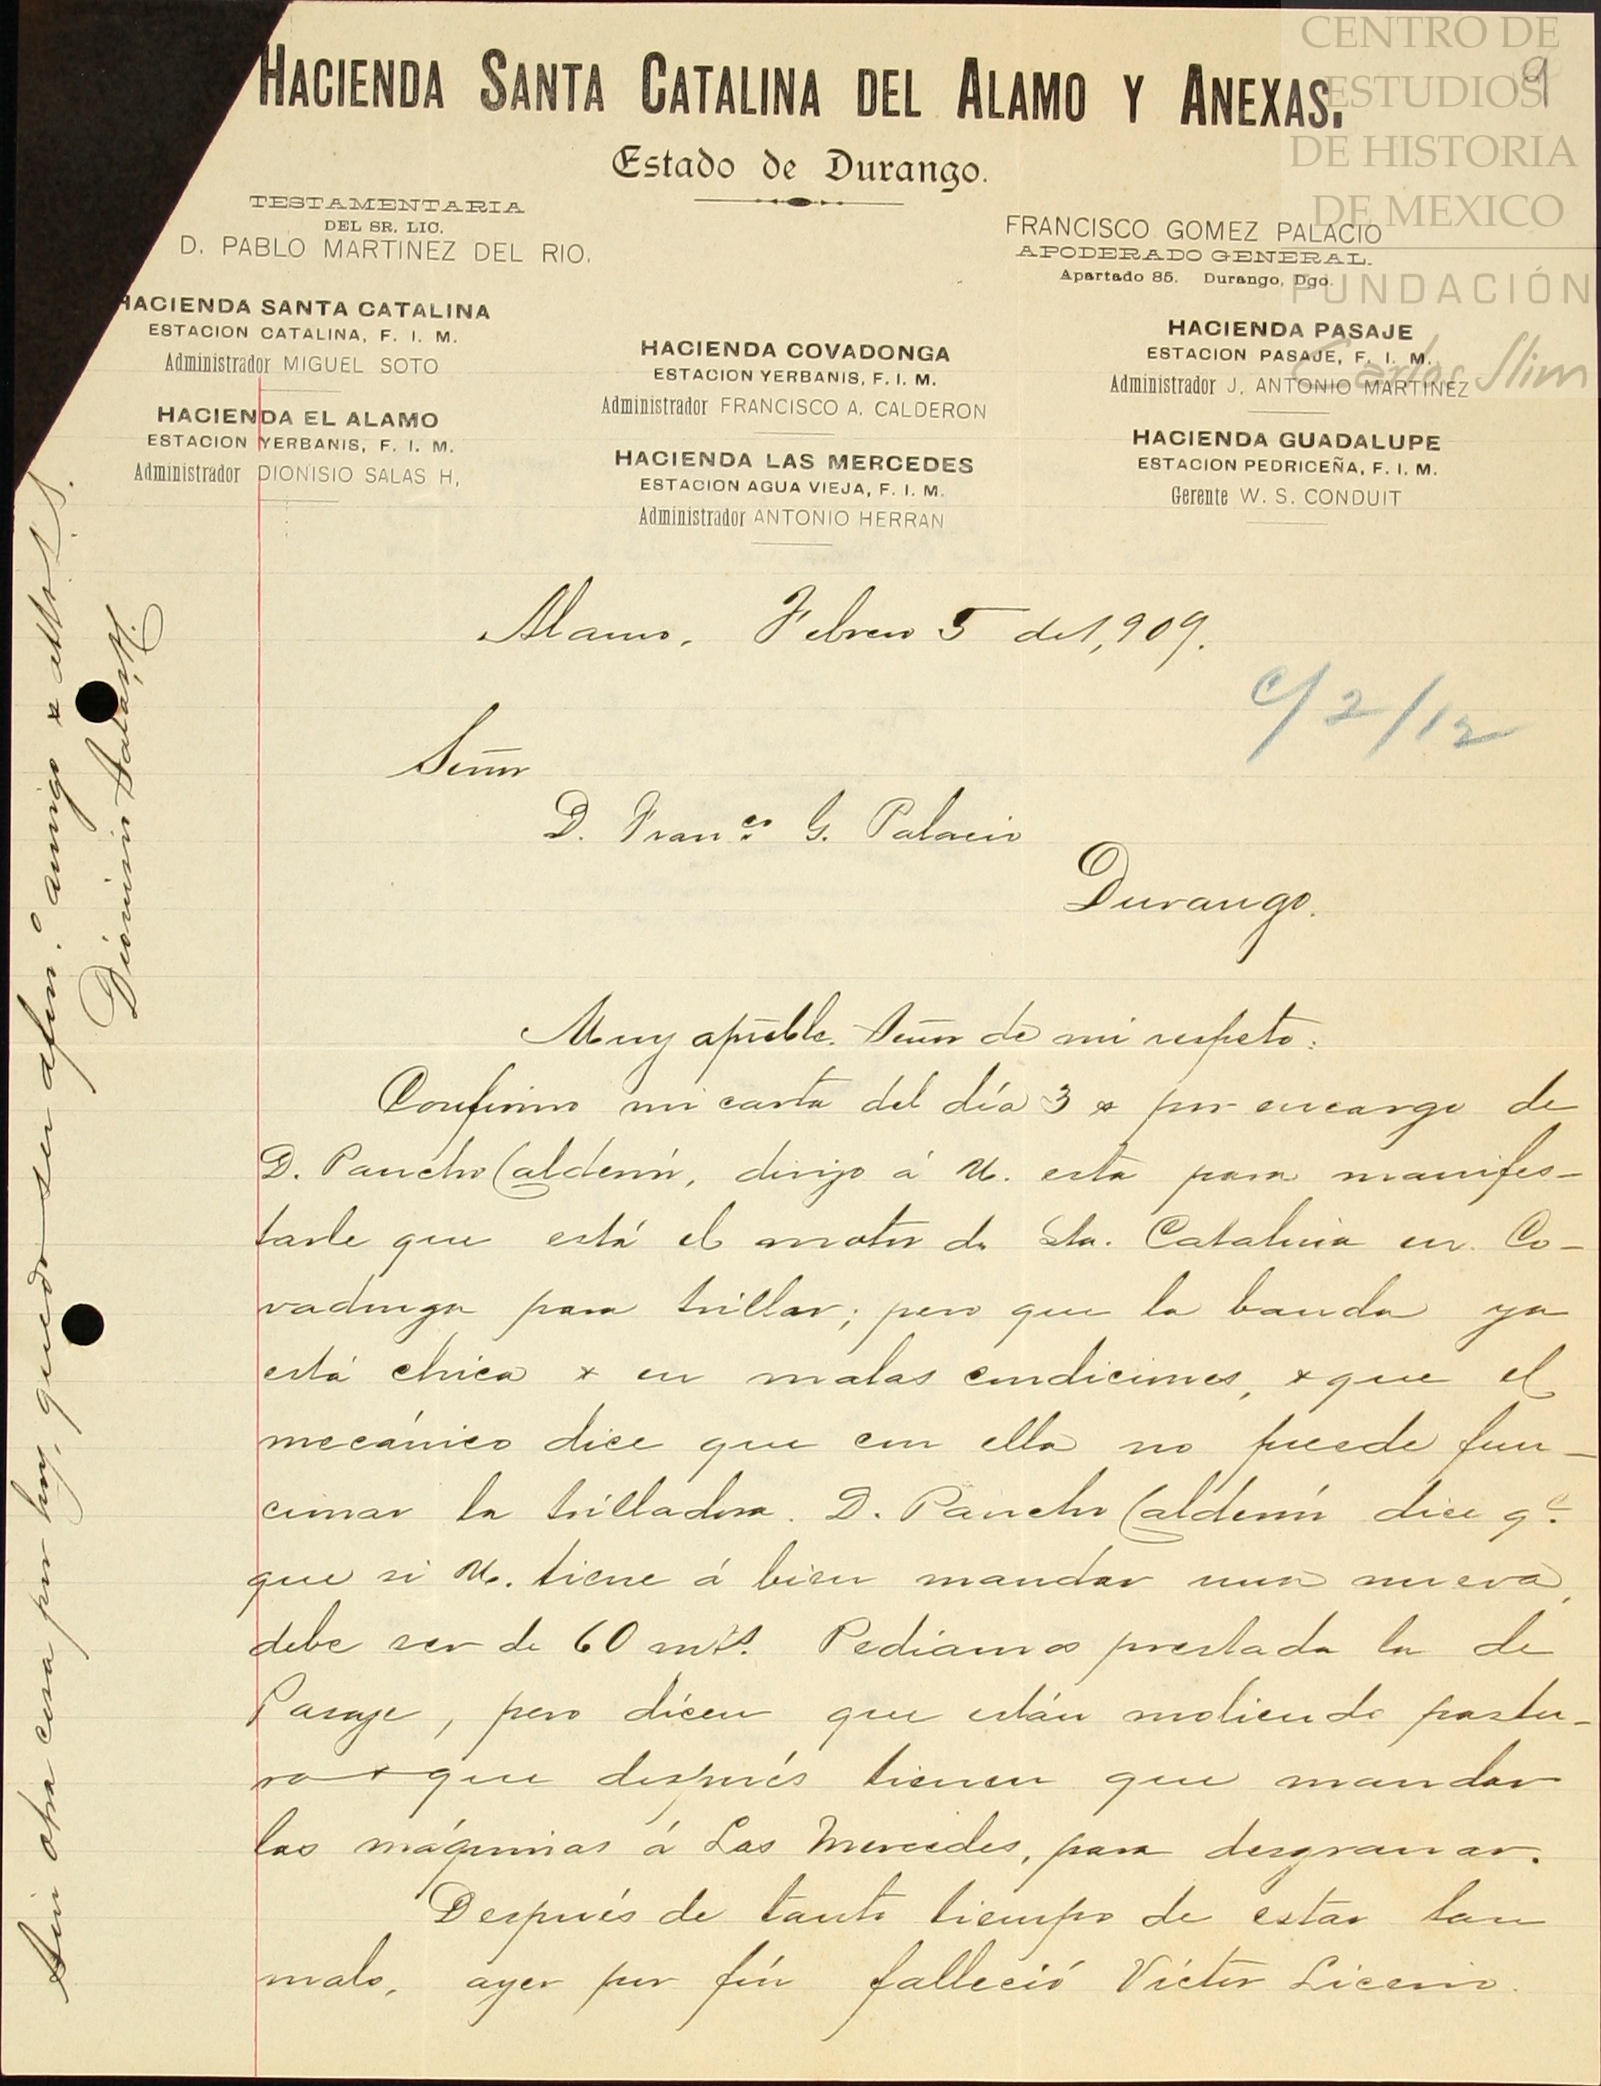 CENTRO DE
ESTUDIOS
DE HISTORIA
DE MEXICO
FUNDACIÓN
Carlos Slim
9
HACIENDA SANTA CATALINA DEL ALAMO Y ANEXAS.
Estado de Durango.
TESTAMENTARIA
DEL SR. LIC.
D. PABLO MARTINEZ DEL RIO.
FRANCISCO GOMEZ PALACIO
APODERADO GENERAL.
Apartado 85. Durango, Dgo.
HACIENDA SANTA CATALINA
ESTACION CATALINA, F. I. M.
Administrador MIGUEL SOTO
HACIENDA EL ALAMO
ESTACION YERBANIS, F. I. M.
Administrador DIONISIO SALAS H.
HACIENDA COVADONGA
ESTACION YERBANIS, F. I. M.
Administrador FRANCISCO A. CALDERON
HACIENDA LAS MERCEDES
ESTACION AGUA VIEJA, F. I. M.
Administrador ANTONIO HERRAN
HACIENDA PASAJE
ESTACION PASAJE, F. I. M.
Administrador J. ANTONIO MARTINEZ
HACIENDA GUADALUPE
ESTACION PEDRICEÑA, F. I. M.
Gerente W. S. CONDUIT
Alamo, Febrero 5 de 1,909.
c/2/12
Señor
D. Fran.co G. Palacio
Durango.
Muy apreble. Señor de mi respeto:
Confirmo mi carta del día 3 & por encargo de
D. Pancho Calderón, dirijo á U. esta para manifes-
tarle que está el motor de Sta. Catalina en Co-
vadonga para trillar; pero que la banda ya
está chica & en malas condiciones, & que el
mecánico dice que con ella no puede fun-
cionar la trilladora. D. Pancho Calderón dice q.e
que si U. tiene á bien mandar una nueva,
debe ser de 60 mts. Pediamos prestada la de
Pasaje, pero dicen que están moliendo pastu-
ra & que después tienen que mandar
las máquinas á Las Mercedes, para desgranar.
Después de tanto tiempo de estar tan
malo, ayer por fín falleció Víctor Licerio.
Sin otra cosa por hoy, quedo su afmo. amigo & atto S. S.
Dionisio Salas H.